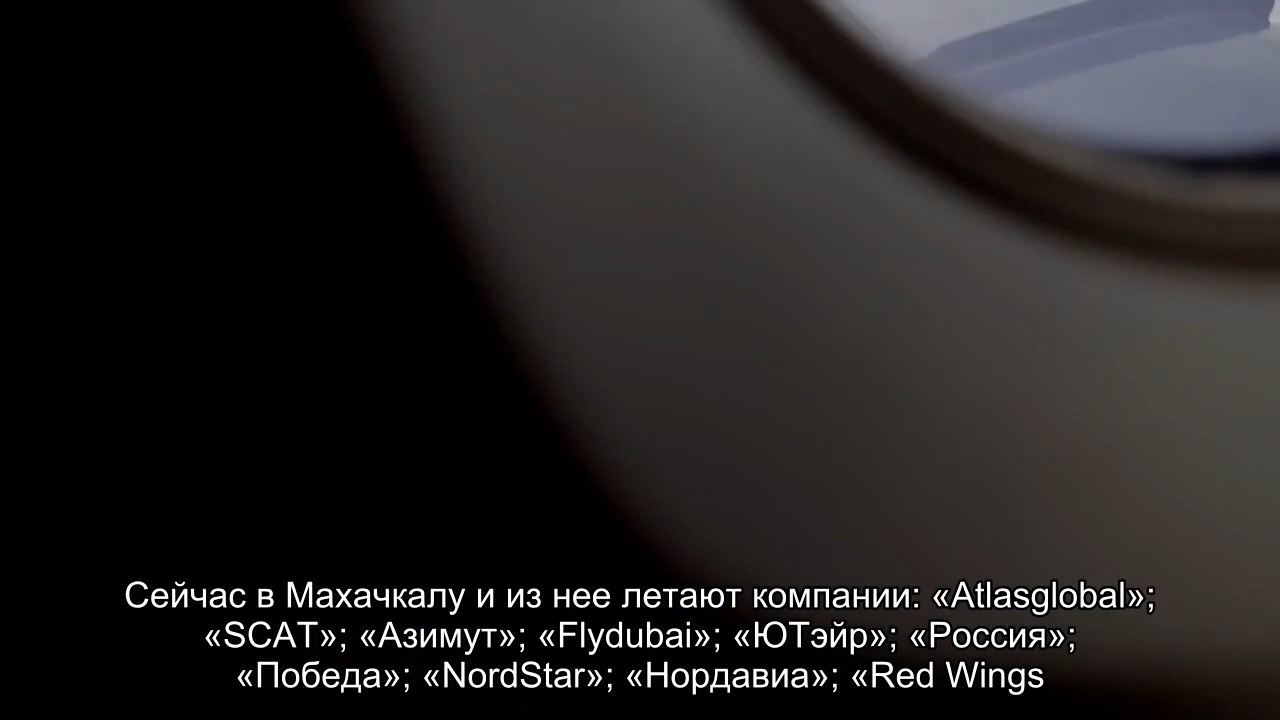 Сейчас в Махачкалу и из нее летают компании: «Atlasglobal»;
«SCAT»; «Азимут»; «Flydubai»; «ЮТэйр»; «Россия»;
«Победа»; «NordStar»; «Нордавиа»; «Red Wings